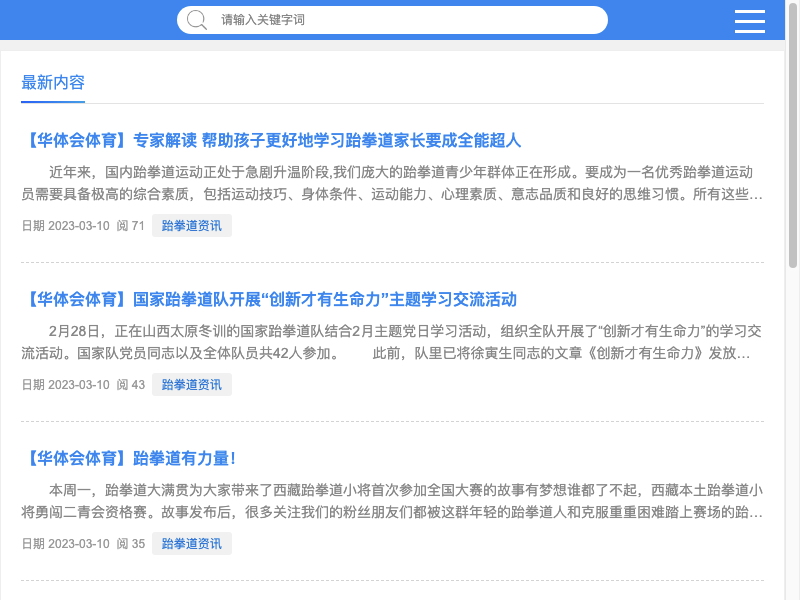 请输入关键字词
最新内容
【华体会体育】专家解读 帮助孩子更好地学习跆拳道家长要成全能超人
近年来，国内跆拳道运动正处于急剧升温阶段,我们庞大的跆拳道青少年群体正在形成。要成为一名优秀跆拳道运动
员需要具备极高的综合素质，包括运动技巧、身体条件、运动能力、心理素质、意志品质和良好的思维习惯。所有这些…
日期 2023-03-10 阅 71 跆拳道资讯
【华体会体育】国家跆拳道队开展“创新才有生命力”主题学习交流活动
2月28日，正在山西太原冬训的国家跆拳道队结合2月主题党日学习活动，组织全队开展了“创新才有生命力”的学习交
流活动。国家队党员同志以及全体队员共42人参加。 此前，队里已将徐寅生同志的文章《创新才有生命力》发放…
日期 2023-03-10 阅 43 跆拳道资讯
【华体会体育】跆拳道有力量！
本周一，跆拳道大满贯为大家带来了西藏跆拳道小将首次参加全国大赛的故事有梦想谁都了不起，西藏本土跆拳道小
将勇闯二青会资格赛。故事发布后，很多关注我们的粉丝朋友们都被这群年轻的跆拳道人和克服重重困难踏上赛场的跆…
日期 2023-03-10 阅 35 跆拳道资讯